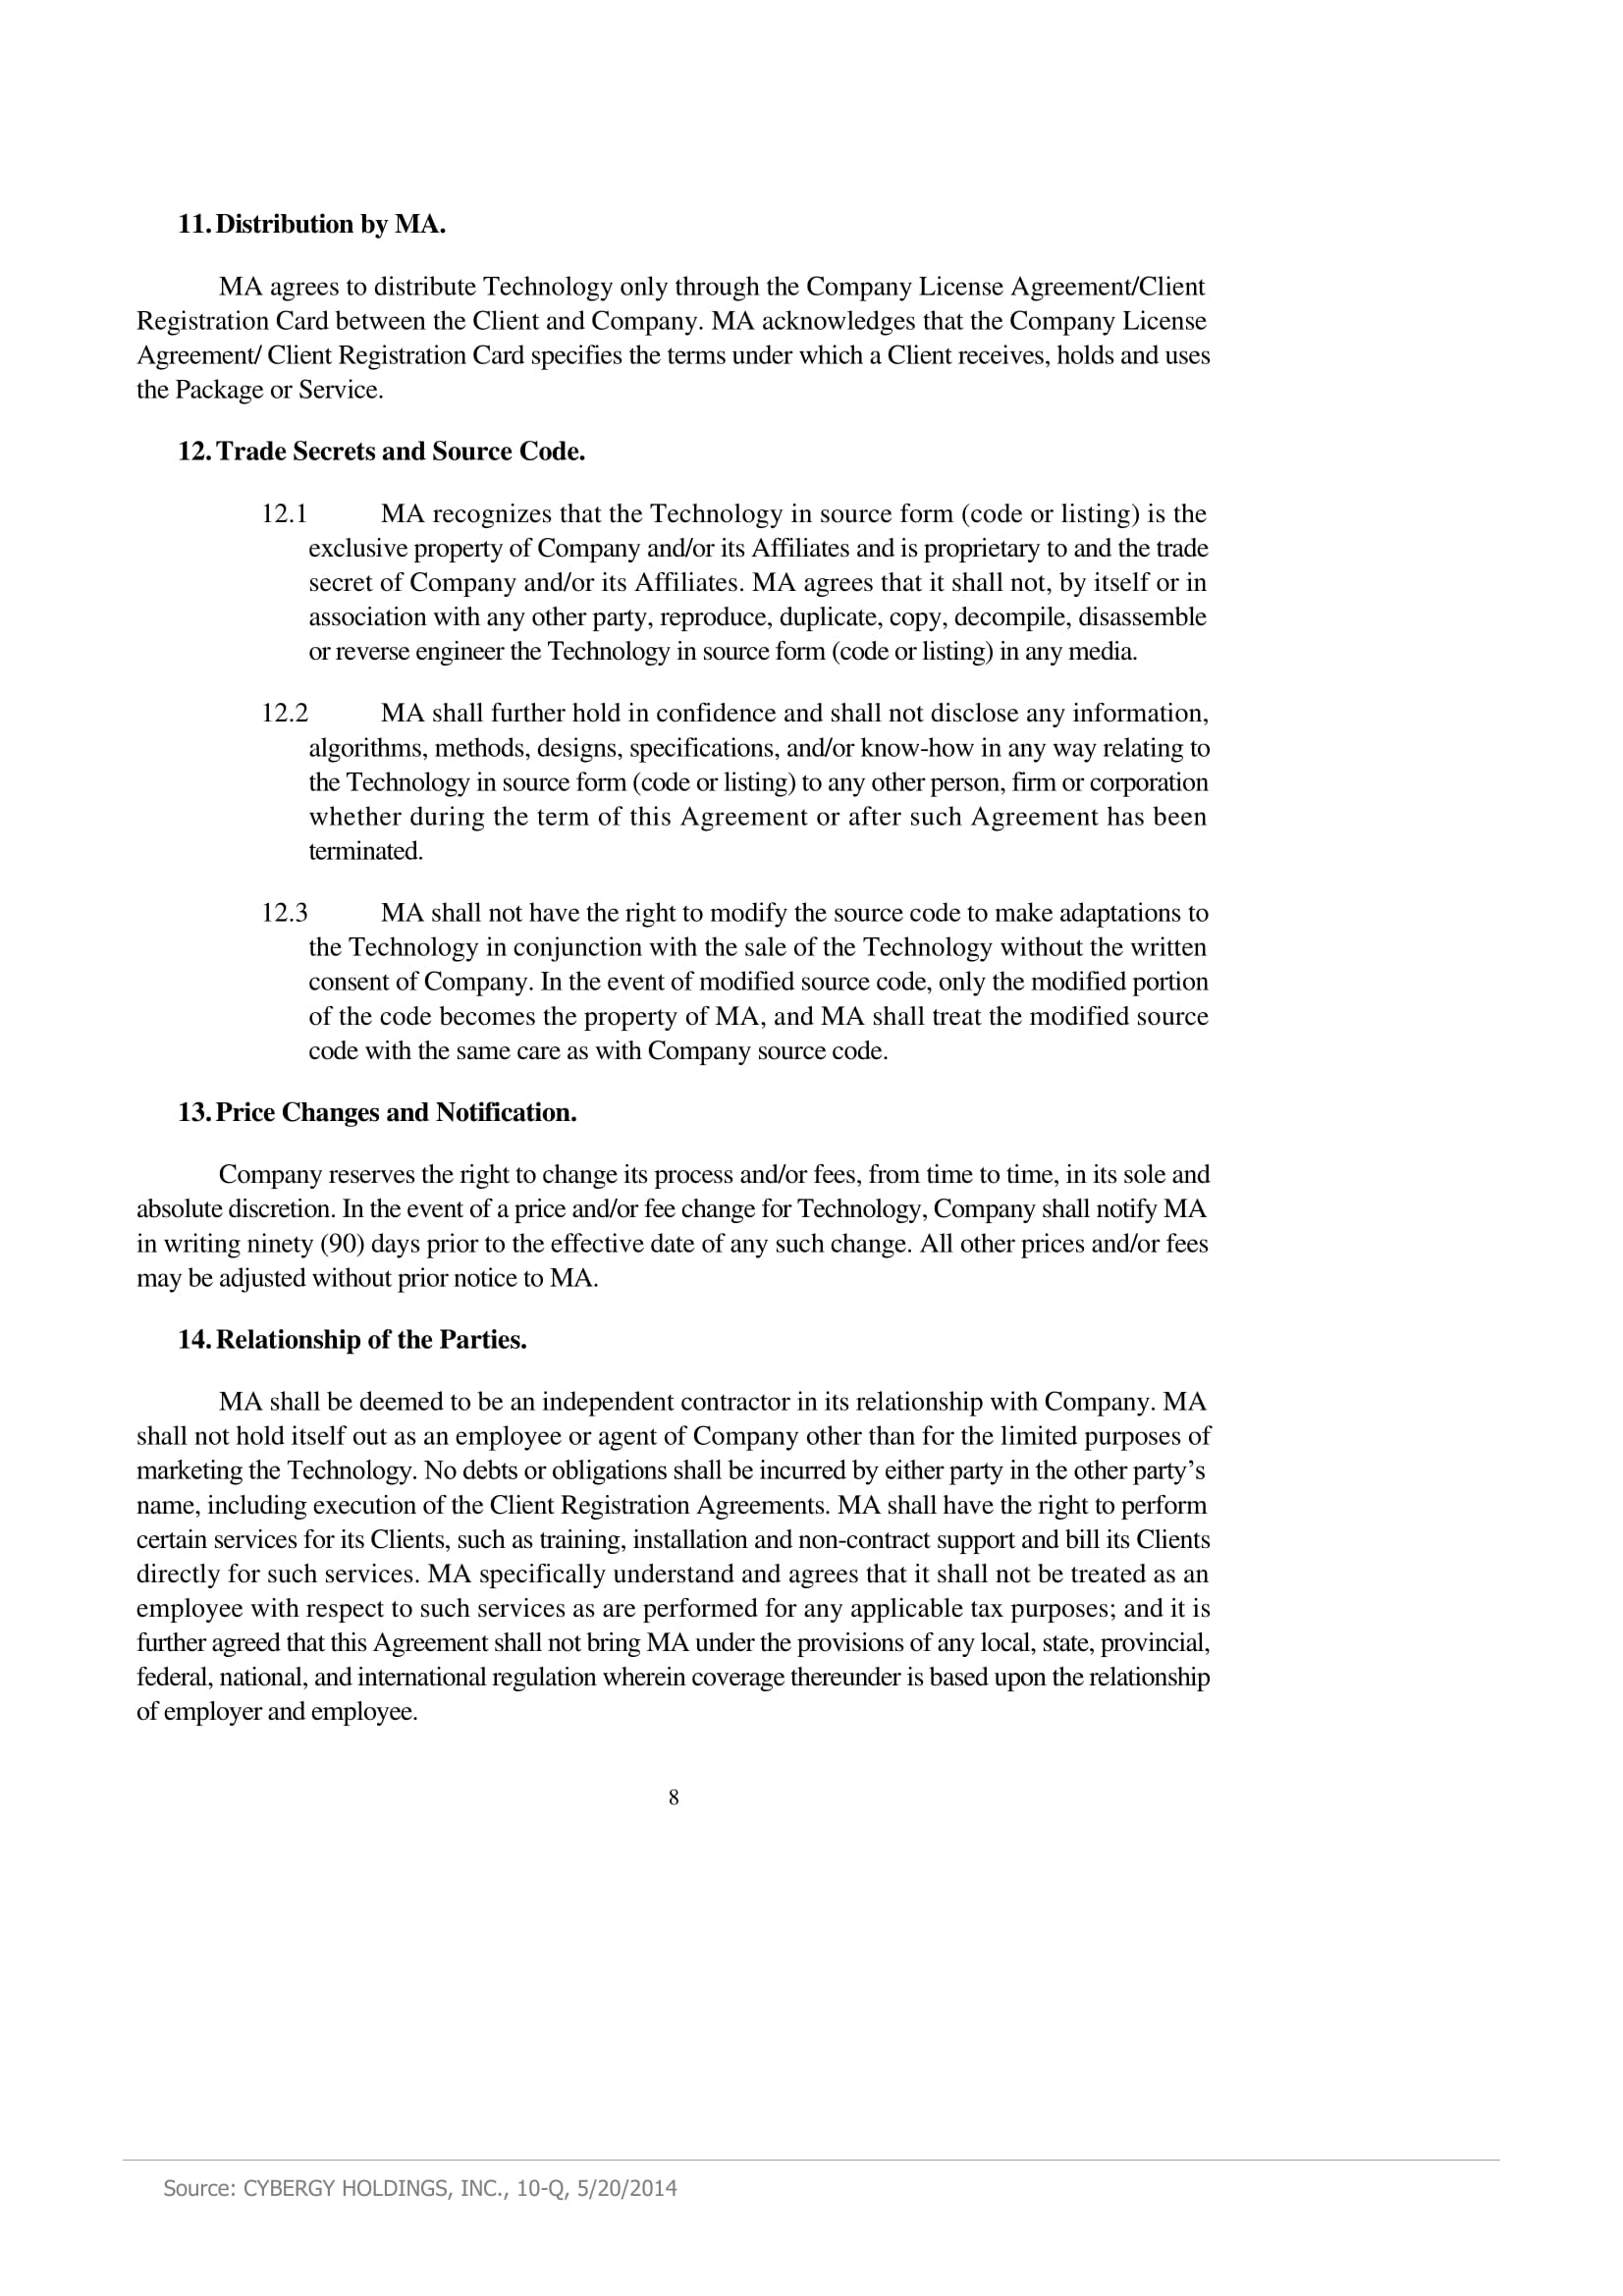 11. Distribution by MA.
MA agrees to distribute Technology only through the Company License Agreement/Client
Registration Card between the Client and Company. MA acknowledges that the Company License
Agreement/ Client Registration Card specifies the terms under which a Client receives, holds and uses
the Package or Service.
12. Trade Secrets and Source Code.
12.1 MA recognizes that the Technology in source form (code or listing) is the
exclusive property of Company and/or its Affiliates and is proprietary to and the trade
secret of Company and/or its Affiliates. MA agrees that it shall not, by itself or in
association with any other party, reproduce, duplicate, copy, decompile, disassemble
or reverse engineer the Technology in source form (code or listing) in any media.
12.2 MA shall further hold in confidence and shall not disclose any information,
algorithms, methods, designs, specifications, and/or know-how in any way relating to
the Technology in source form (code or listing) to any other person, firm or corporation
whether during the term of this Agreement or after such Agreement has been
terminated.
12.3 MA shall not have the right to modify the source code to make adaptations to
the Technology in conjunction with the sale of the Technology without the written
consent of Company. In the event of modified source code, only the modified portion
of the code becomes the property of MA, and MA shall treat the modified source
code with the same care as with Company source code.
13. Price Changes and Notification.
Company reserves the right to change its process and/or fees, from time to time, in its sole and
absolute discretion. In the event of a price and/or fee change for Technology, Company shall notify MA
in writing ninety (90) days prior to the effective date of any such change. All other prices and/or fees
may be adjusted without prior notice to MA.
14. Relationship of the Parties.
MA shall be deemed to be an independent contractor in its relationship with Company. MA
shall not hold itself out as an employee or agent of Company other than for the limited purposes of
marketing the Technology. No debts or obligations shall be incurred by either party in the other party’s
name, including execution of the Client Registration Agreements. MA shall have the right to perform
certain services for its Clients, such as training, installation and non-contract support and bill its Clients
directly for such services. MA specifically understand and agrees that it shall not be treated as an
employee with respect to such services as are performed for any applicable tax purposes; and it is
further agreed that this Agreement shall not bring MA under the provisions of any local, state, provincial,
federal, national, and international regulation wherein coverage thereunder is based upon the relationship
of employer and employee.
8
Source: CYBERGY HOLDINGS, INC., 10-Q, 5/20/2014